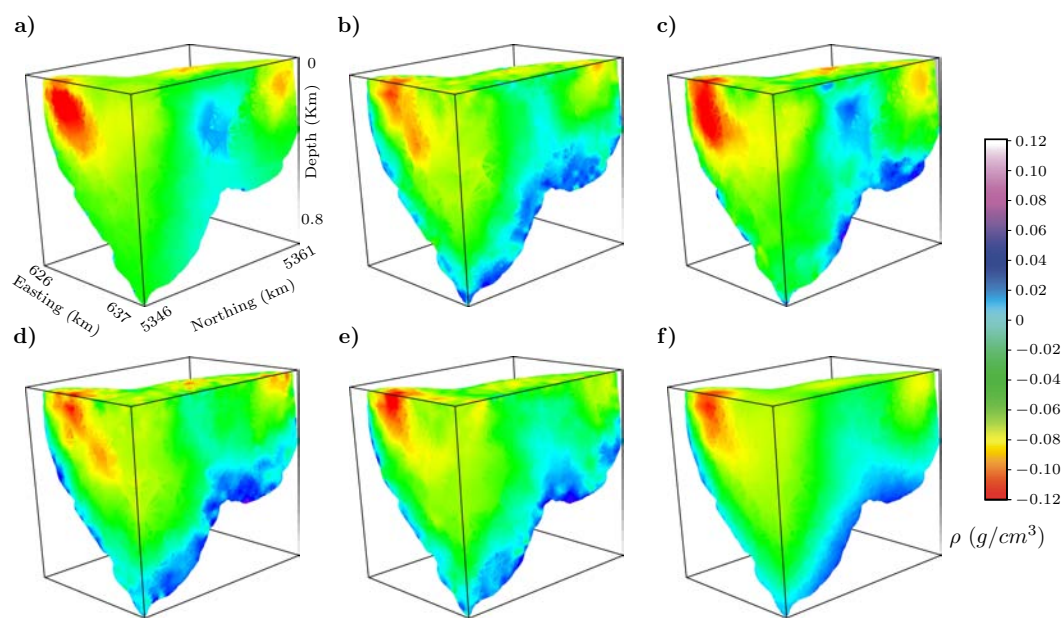 a)
b)
c)
0
Depth (Km)
0.8
626
Easting (km)
637
5346
Northing (km)
5361
0.12
0.10
0.08
0.06
0.04
0.02
0
−0.02
−0.04
−0.06
−0.08
−0.10
−0.12
ρ (g/cm³)
d)
e)
f)